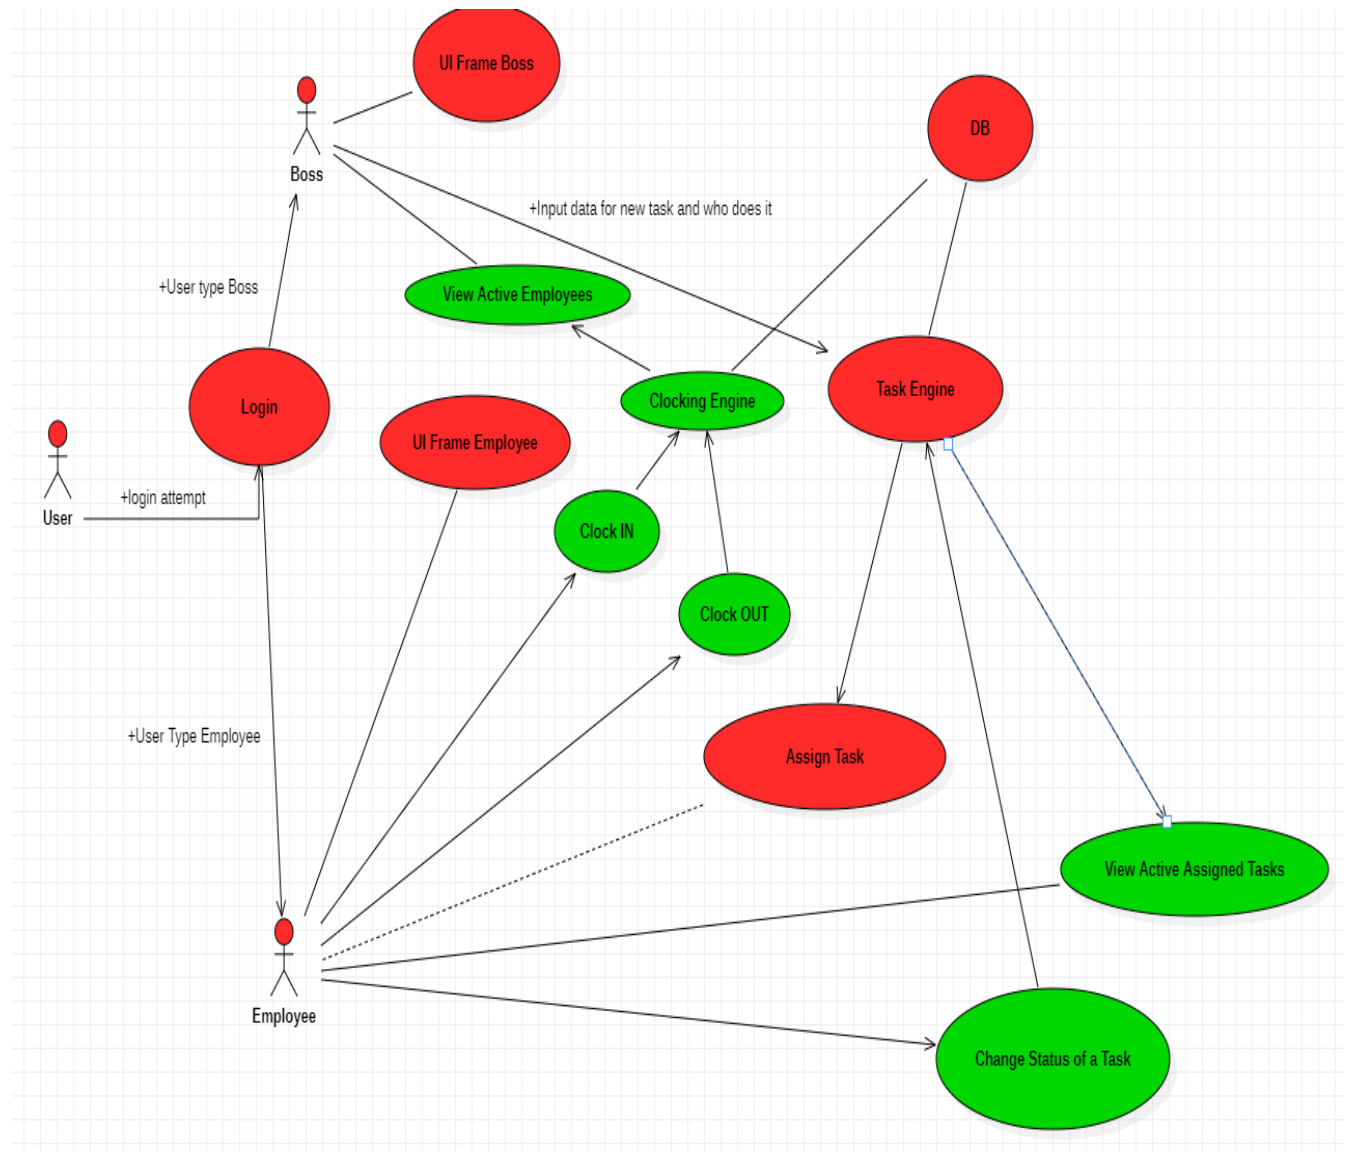 UI Frame Boss
DB
Boss
+Input data for new task and who does it
+User type Boss
View Active Employees
Task Engine
Clocking Engine
Login
UI Frame Employee
+login attempt
User
Clock IN
Clock OUT
+User Type Employee
Assign Task
View Active Assigned Tasks
Employee
Change Status of a Task